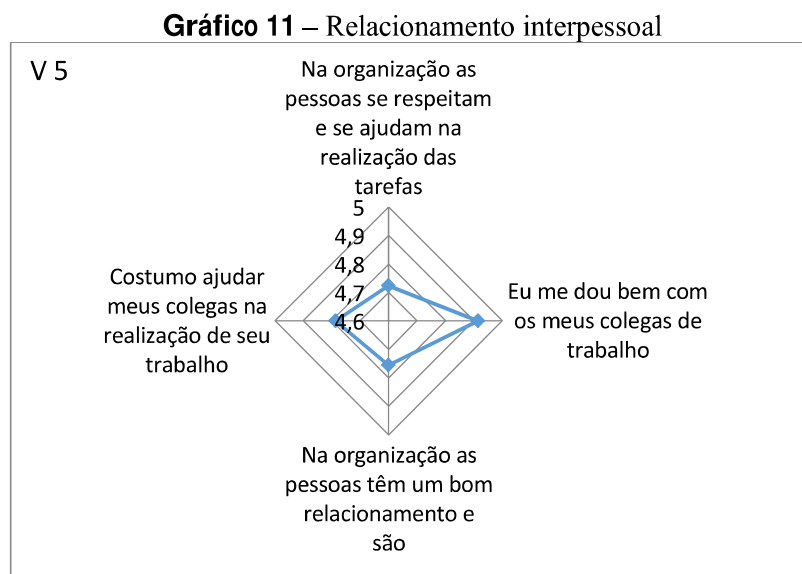 Gráfico 11 – Relacionamento interpessoal
V 5
Na organização as
pessoas se respeitam
e se ajudam na
realização das
tarefas
5
4,9
4,8
4,7
4,6
Costumo ajudar
meus colegas na
realização de seu
trabalho
Eu me dou bem com
os meus colegas de
trabalho
Na organização as
pessoas têm um bom
relacionamento e
são